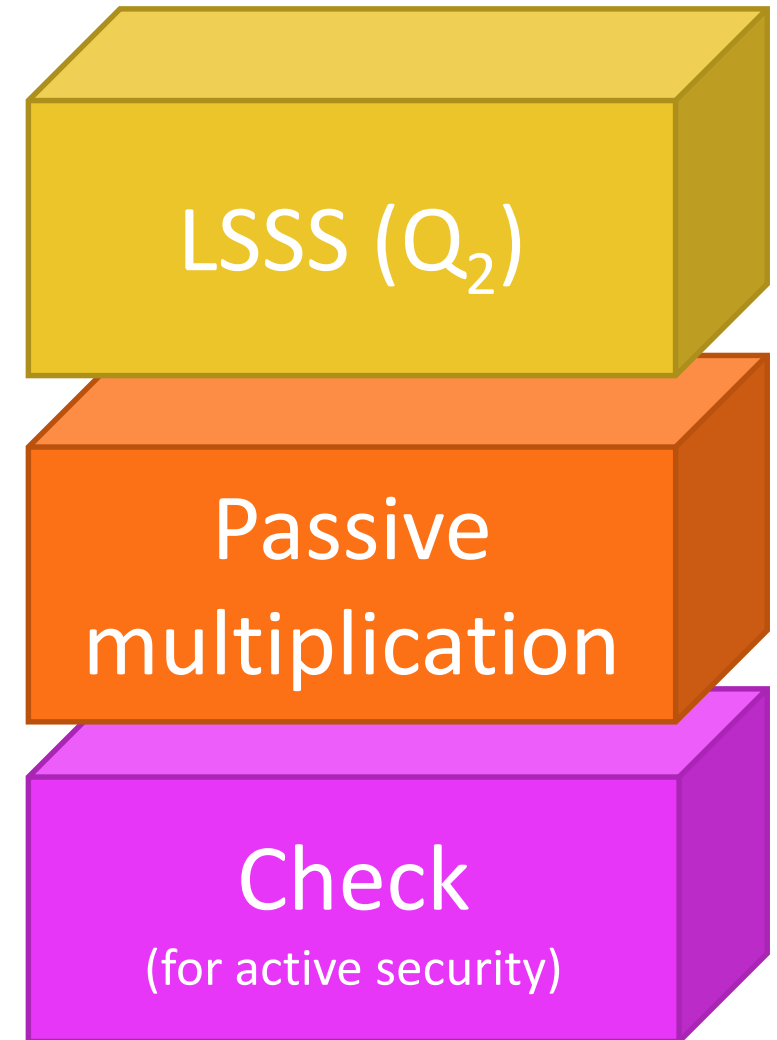 LSSS (Q₂)
Passive
multiplication
Check
(for active security)